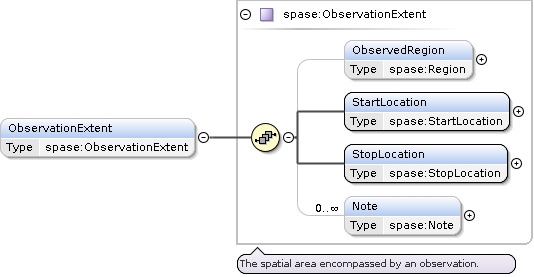 spase:ObservationExtent
ObservedRegion
Type spase:Region
StartLocation
Type spase:StartLocation
ObservationExtent
Type spase:ObservationExtent
StopLocation
Type spase:StopLocation
0..∞
Note
Type spase:Note
The spatial area encompassed by an observation.